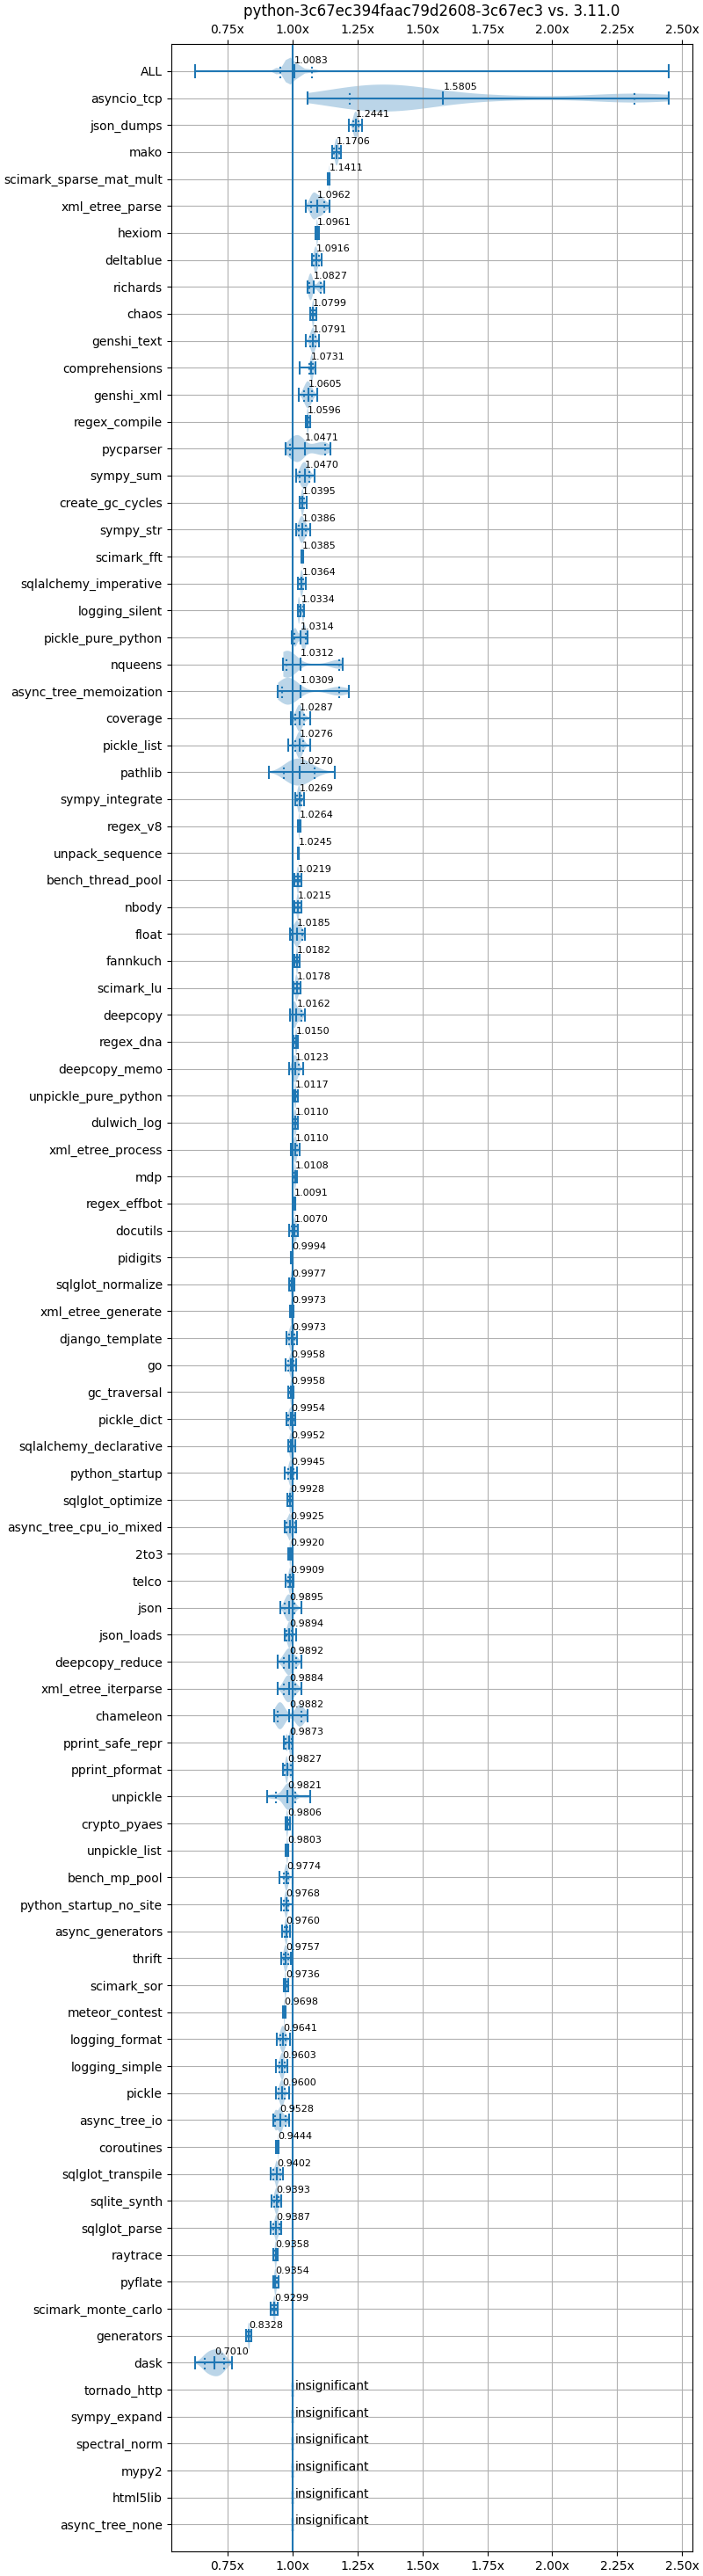 python-3c67ec394faac79d2608-3c67ec3 vs. 3.11.0
0.75x 1.00x 1.25x 1.50x 1.75x 2.00x 2.25x 2.50x
ALL 1.0083
asyncio_tcp 1.5805
json_dumps 1.2441
mako 1.1706
scimark_sparse_mat_mult 1.1411
xml_etree_parse 1.0962
hexiom 1.0961
deltablue 1.0916
richards 1.0827
chaos 1.0799
genshi_text 1.0791
comprehensions 1.0731
genshi_xml 1.0605
regex_compile 1.0596
pycparser 1.0471
sympy_sum 1.0470
create_gc_cycles 1.0395
sympy_str 1.0386
scimark_fft 1.0385
sqlalchemy_imperative 1.0364
logging_silent 1.0334
pickle_pure_python 1.0314
nqueens 1.0312
async_tree_memoization 1.0309
coverage 1.0287
pickle_list 1.0276
pathlib 1.0270
sympy_integrate 1.0269
regex_v8 1.0264
unpack_sequence 1.0245
bench_thread_pool 1.0219
nbody 1.0215
float 1.0185
fannkuch 1.0182
scimark_lu 1.0178
deepcopy 1.0162
regex_dna 1.0150
deepcopy_memo 1.0123
unpickle_pure_python 1.0117
dulwich_log 1.0110
xml_etree_process 1.0110
mdp 1.0108
regex_effbot 1.0091
docutils 1.0070
pidigits 0.9994
sqlglot_normalize 0.9977
xml_etree_generate 0.9973
django_template 0.9973
go 0.9958
gc_traversal 0.9958
pickle_dict 0.9954
sqlalchemy_declarative 0.9952
python_startup 0.9945
sqlglot_optimize 0.9928
async_tree_cpu_io_mixed 0.9925
2to3 0.9920
telco 0.9909
json 0.9895
json_loads 0.9894
deepcopy_reduce 0.9892
xml_etree_iterparse 0.9884
chameleon 0.9882
pprint_safe_repr 0.9873
pprint_pformat 0.9827
unpickle 0.9821
crypto_pyaes 0.9806
unpickle_list 0.9803
bench_mp_pool 0.9774
python_startup_no_site 0.9768
async_generators 0.9760
thrift 0.9757
scimark_sor 0.9736
meteor_contest 0.9698
logging_format 0.9641
logging_simple 0.9603
pickle 0.9600
async_tree_io 0.9528
coroutines 0.9444
sqlglot_transpile 0.9402
sqlite_synth 0.9393
sqlglot_parse 0.9387
raytrace 0.9358
pyflate 0.9354
scimark_monte_carlo 0.9299
generators 0.8328
dask 0.7010
tornado_http insignificant
sympy_expand insignificant
spectral_norm insignificant
mypy2 insignificant
html5lib insignificant
async_tree_none insignificant
0.75x 1.00x 1.25x 1.50x 1.75x 2.00x 2.25x 2.50x